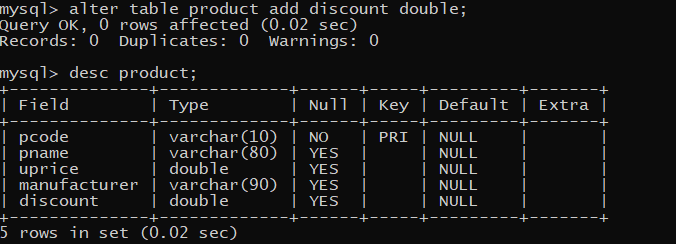 mysql> alter table product add discount double;
Query OK, 0 rows affected (0.02 sec)
Records: 0  Duplicates: 0  Warnings: 0

mysql> desc product;
+--------------+-------------+------+-----+---------+-------+
| Field        | Type        | Null | Key | Default | Extra |
+--------------+-------------+------+-----+---------+-------+
| pcode        | varchar(10) | NO   | PRI | NULL    |       |
| pname        | varchar(80) | YES  |     | NULL    |       |
| uprice       | double      | YES  |     | NULL    |       |
| manufacturer | varchar(90) | YES  |     | NULL    |       |
| discount     | double      | YES  |     | NULL    |       |
+--------------+-------------+------+-----+---------+-------+
5 rows in set (0.02 sec)